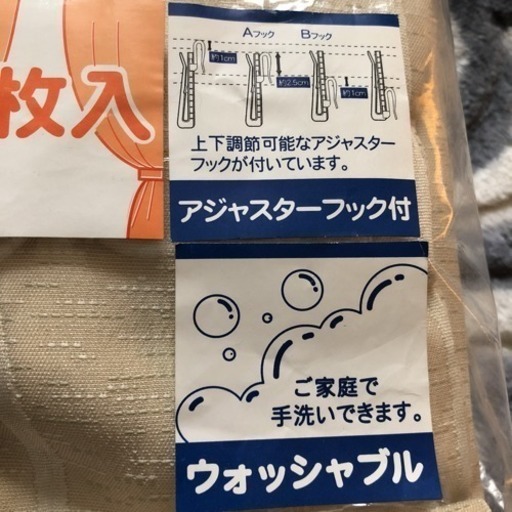 枚入
Aフック Bフック
約1cm
約2.5cm
約1cm
上下調節可能なアジャスター
フックが付いています。
アジャスターフック付
ご家庭で
手洗いできます。
ウォッシャブル